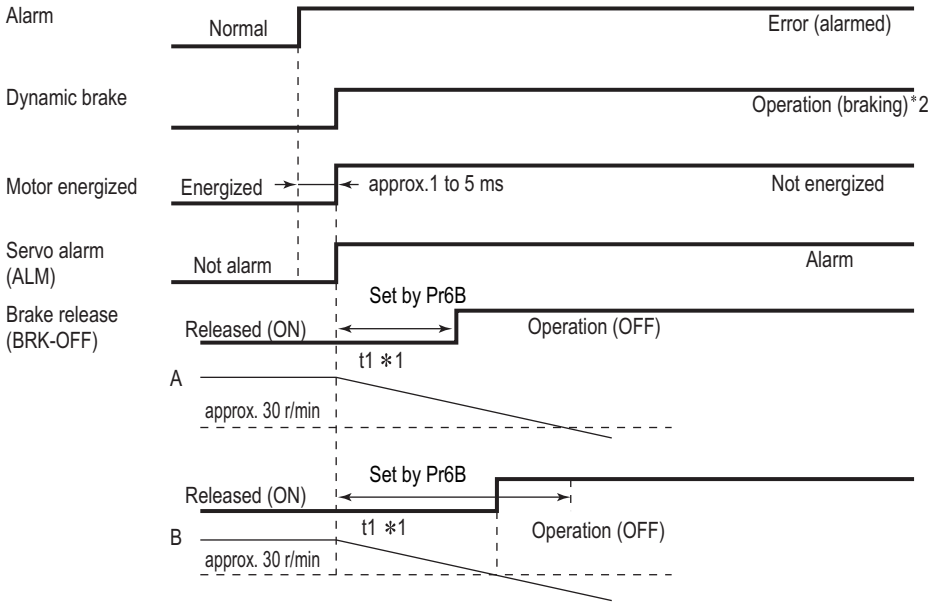 Alarm
Normal
Error (alarmed)
Dynamic brake
Operation (braking)*2
Motor energized
Energized
approx.1 to 5 ms
Not energized
Servo alarm
(ALM)
Not alarm
Alarm
Brake release
(BRK-OFF)
Released (ON)
Set by Pr6B
Operation (OFF)
t1 *1
A
approx. 30 r/min
Released (ON)
Set by Pr6B
t1 *1
Operation (OFF)
B
approx. 30 r/min